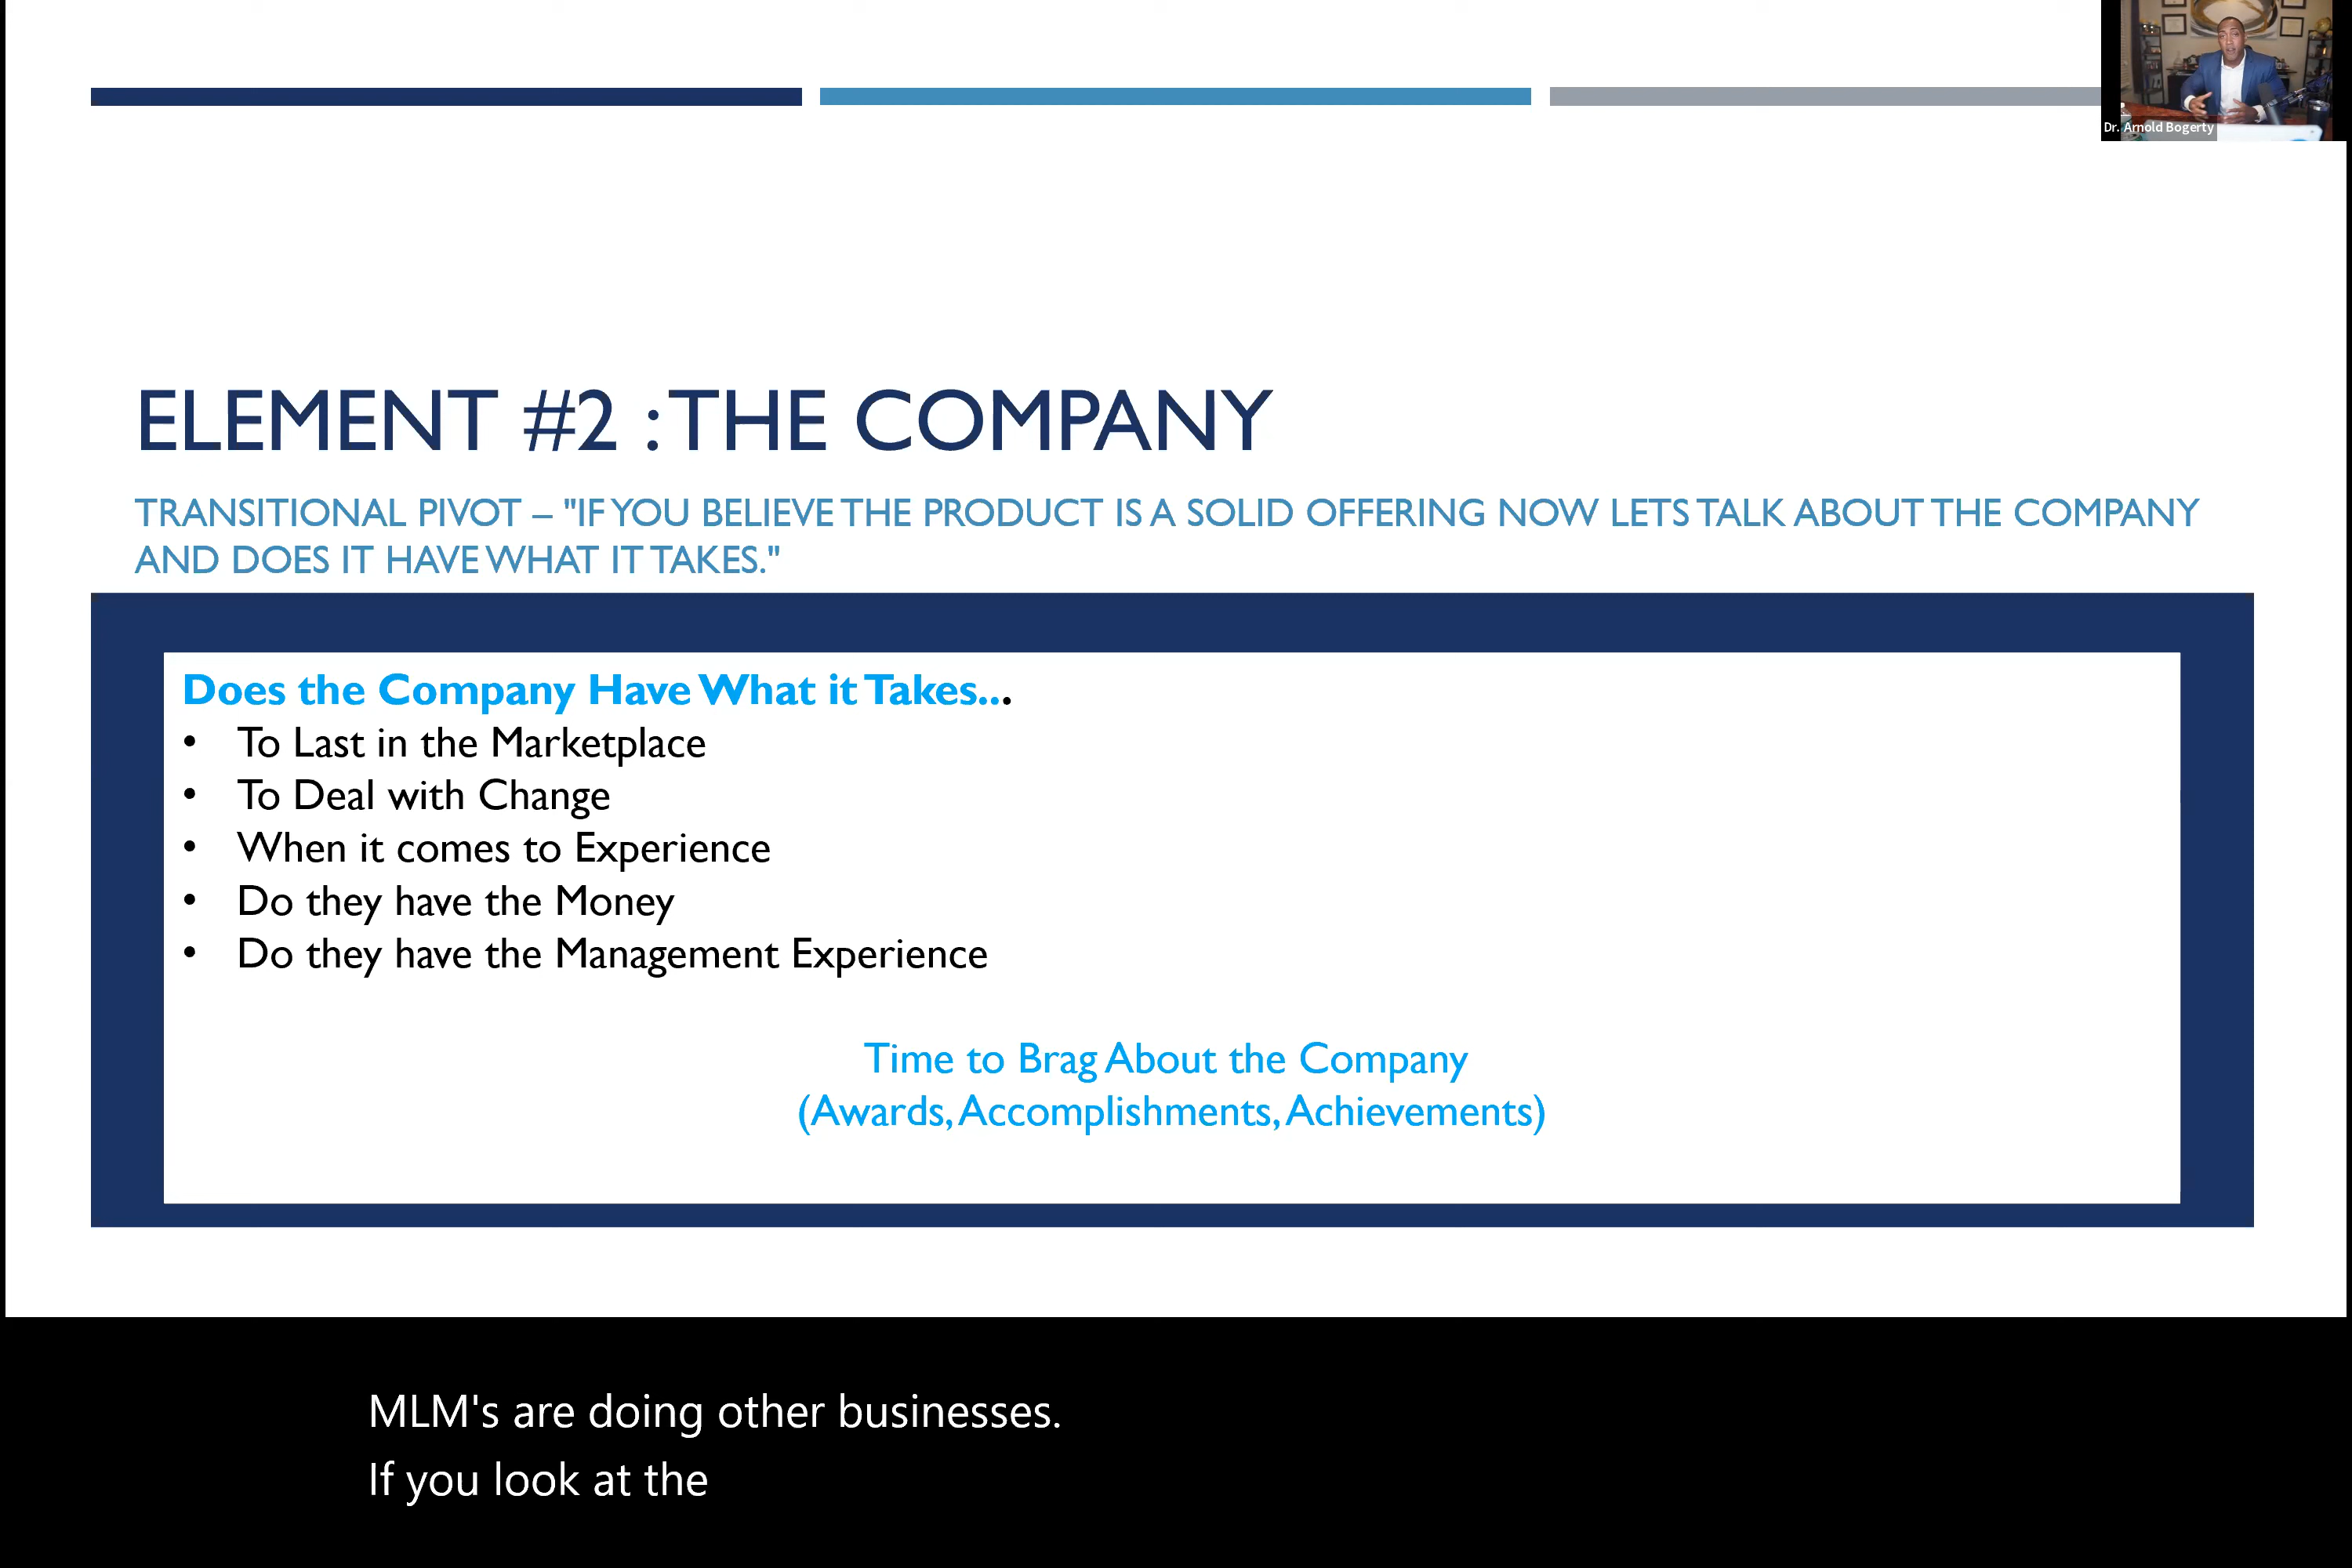 Dr. Arnold Bogerty
ELEMENT #2 : THE COMPANY
TRANSITIONAL PIVOT – "IF YOU BELIEVE THE PRODUCT IS A SOLID OFFERING NOW LETS TALK ABOUT THE COMPANY
AND DOES IT HAVE WHAT IT TAKES."
Does the Company Have What it Takes...
• To Last in the Marketplace
• To Deal with Change
• When it comes to Experience
• Do they have the Money
• Do they have the Management Experience
Time to Brag About the Company
(Awards, Accomplishments, Achievements)
MLM's are doing other businesses.
If you look at the